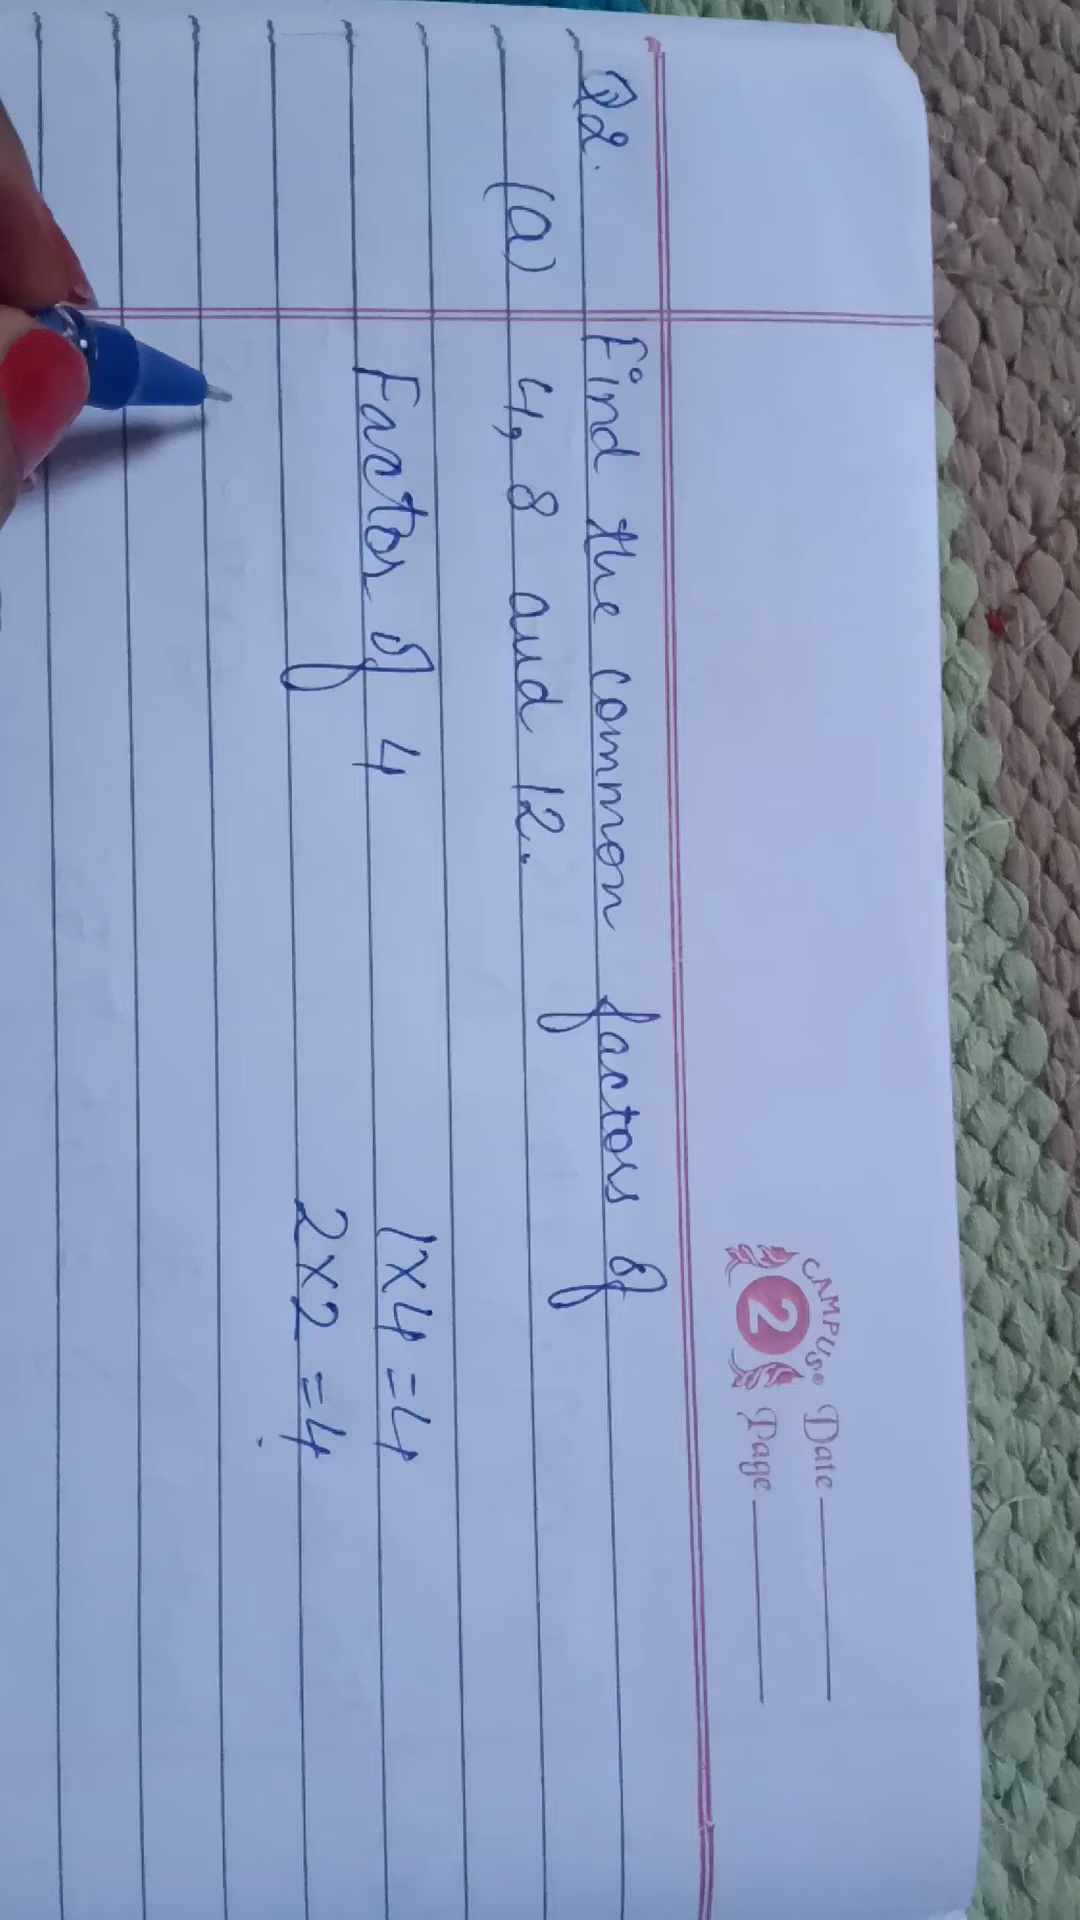 CAMPUS® Date
2 Page
Q2. Find the common factors of
(a) 4, 8 and 12.
Factor of 4 1×4=4
2×2=4